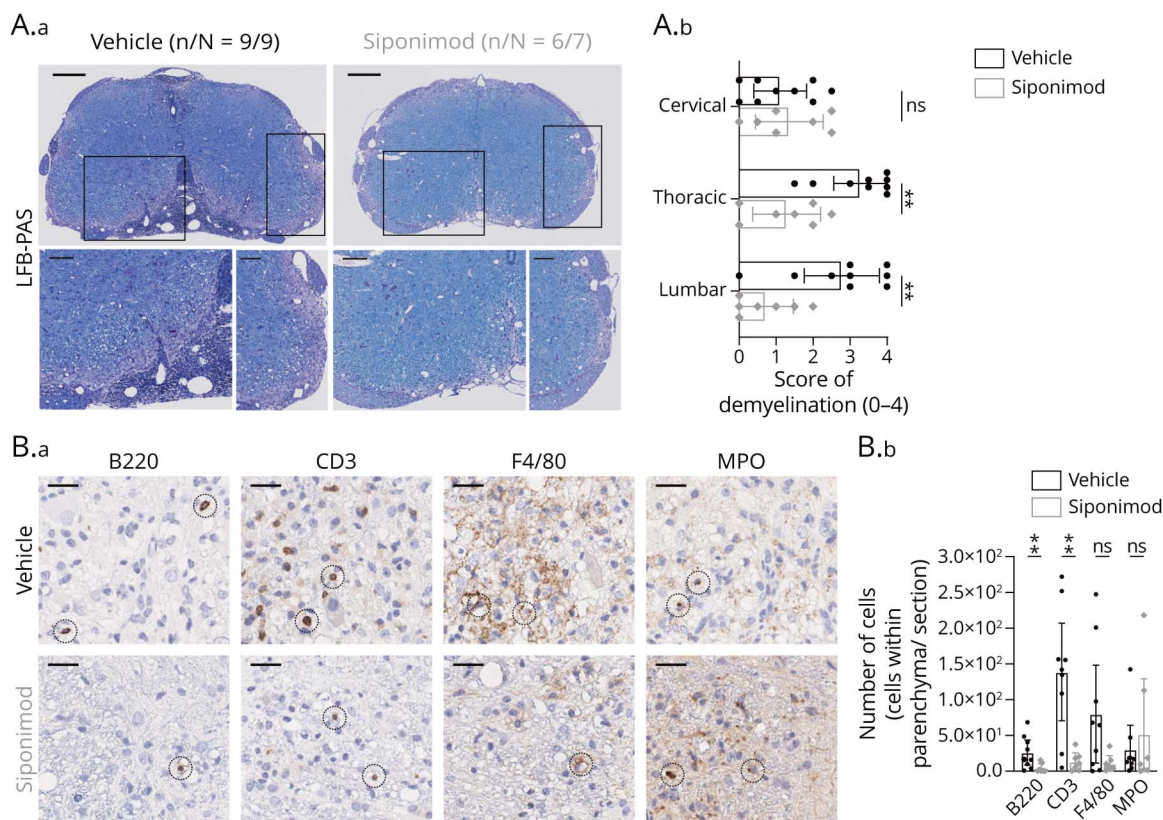 A.a
Vehicle (n/N = 9/9)
Siponimod (n/N = 6/7)
LFB-PAS
A.b
Vehicle
Siponimod
Cervical
ns
Thoracic
**
Lumbar
**
0 1 2 3 4
Score of
demyelination (0–4)
B.a
B220 CD3 F4/80 MPO
Vehicle
Siponimod
B.b
Vehicle
Siponimod
** ** ns ns
Number of cells
(cells within
parenchyma/ section)
3.0×10²
2.5×10²
2.0×10²
1.5×10²
1.0×10²
5.0×10¹
0.0
B220 CD3 F4/80 MPO